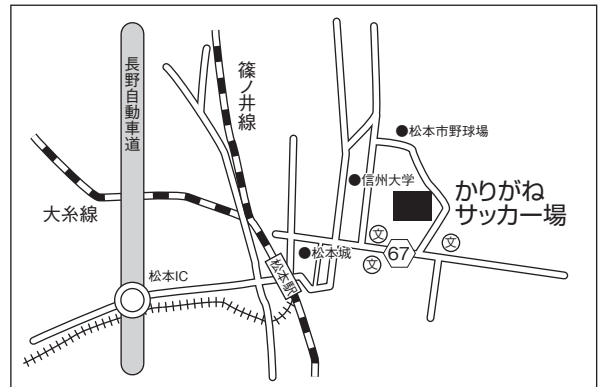 長野自動車道
篠ノ井線
●松本市野球場
●信州大学
かりがね
サッカー場
大糸線
文
文
67
文
●松本城
松本駅
松本IC